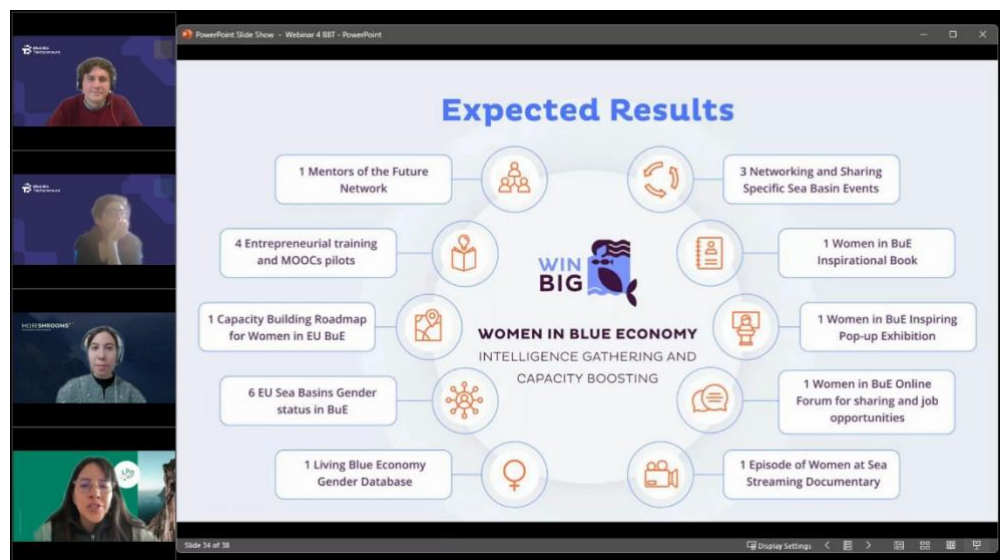 PowerPoint Slide Show - Webinar 4 BBT - PowerPoint
Expected Results
1 Mentors of the Future
Network
4 Entrepreneurial training
and MOOCs pilots
1 Capacity Building Roadmap
for Women in EU BuE
6 EU Sea Basins Gender
status in BuE
1 Living Blue Economy
Gender Database
WIN
BIG
WOMEN IN BLUE ECONOMY
INTELLIGENCE GATHERING AND
CAPACITY BOOSTING
3 Networking and Sharing
Specific Sea Basin Events
1 Women in BuE
Inspirational Book
1 Women in BuE Inspiring
Pop-up Exhibition
1 Women in BuE Online
Forum for sharing and job
opportunities
1 Episode of Women at Sea
Streaming Documentary
MORESHROOMS
Slide 34 of 38
Display Settings